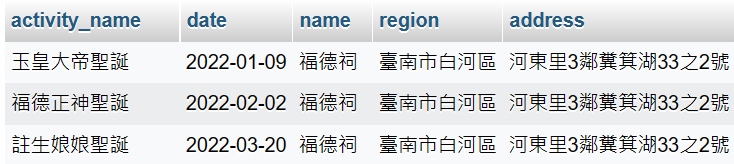 activity_name date name region address
玉皇大帝聖誕 2022-01-09 福德祠 臺南市白河區 河東里3鄰糞箕湖33之2號
福德正神聖誕 2022-02-02 福德祠 臺南市白河區 河東里3鄰糞箕湖33之2號
註生娘娘聖誕 2022-03-20 福德祠 臺南市白河區 河東里3鄰糞箕湖33之2號